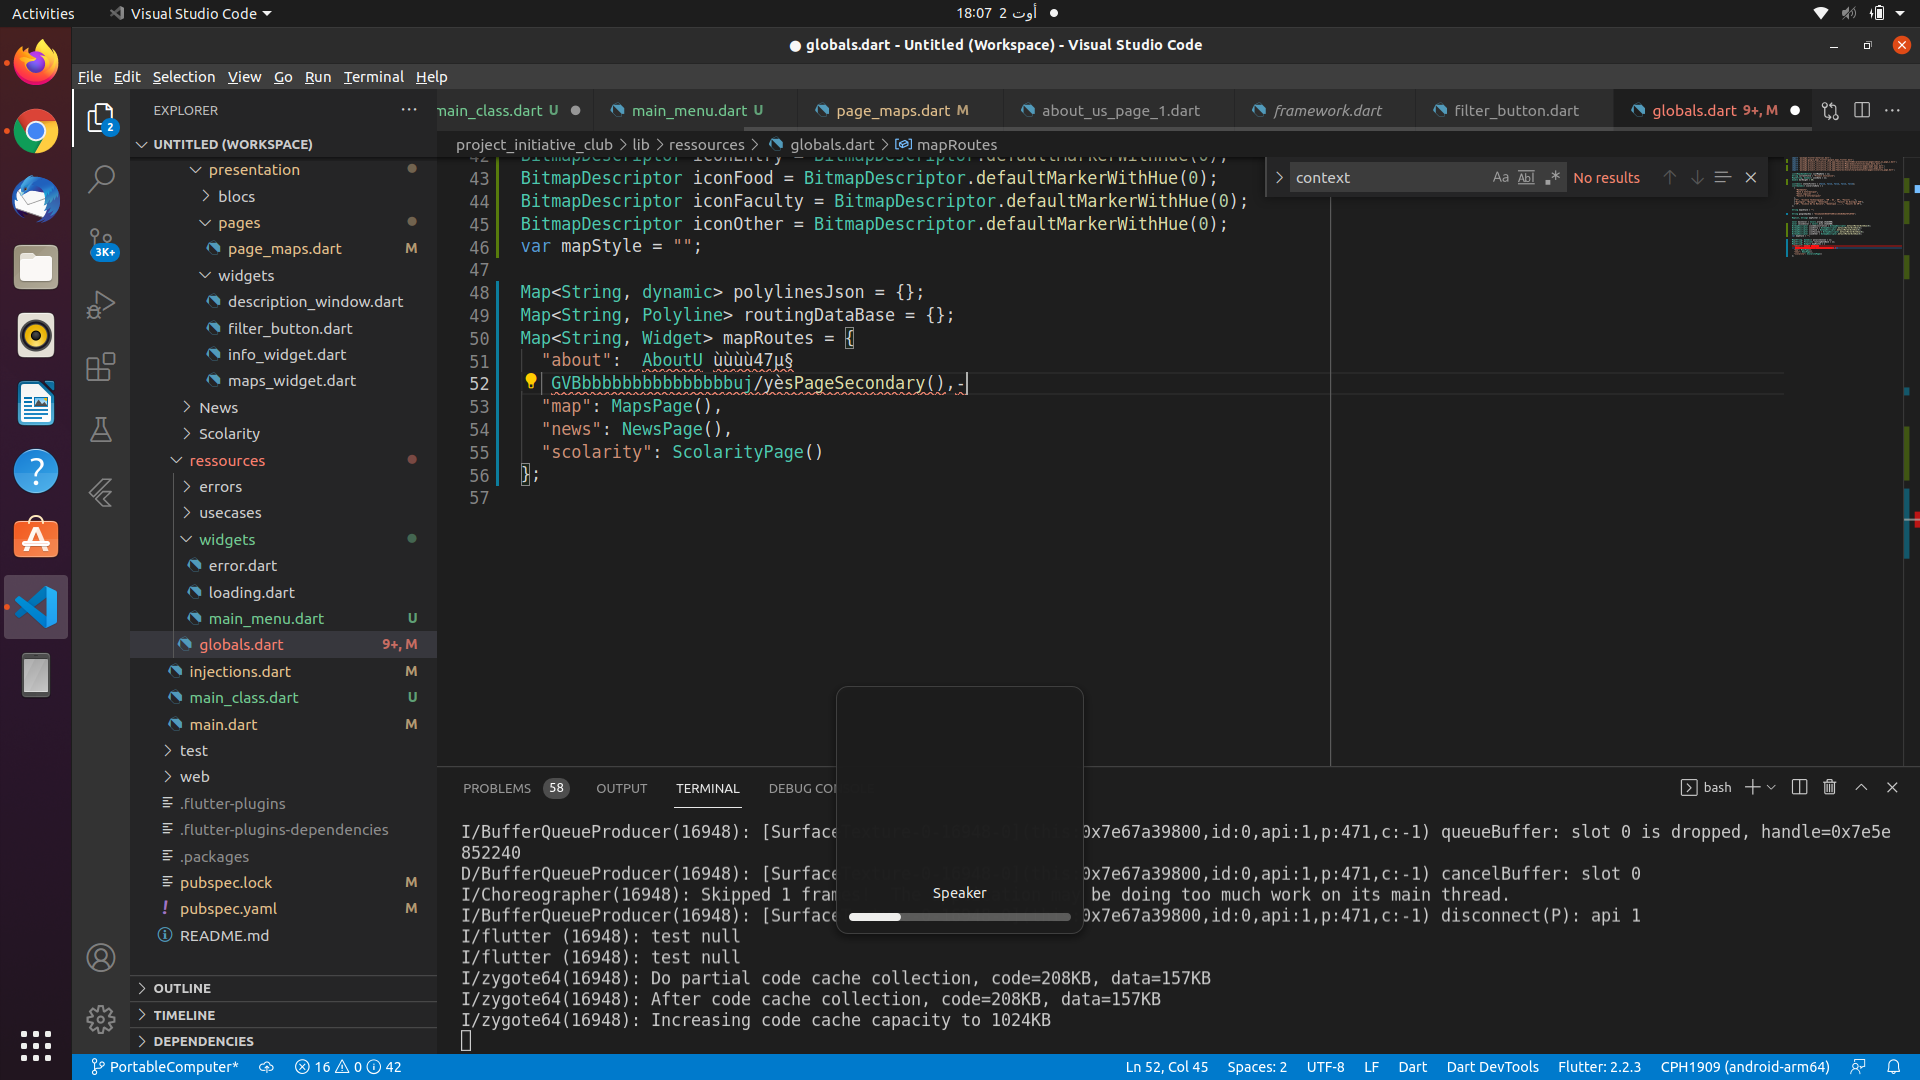 Activities
Visual Studio Code
18:07 2 أوت
globals.dart - Untitled (Workspace) - Visual Studio Code
File Edit Selection View Go Run Terminal Help
EXPLORER
main_class.dart U
main_menu.dart U
page_maps.dart M
about_us_page_1.dart
framework.dart
filter_button.dart
globals.dart 9+, M
UNTITLED (WORKSPACE)
project_initiative_club > lib > ressources > globals.dart > mapRoutes
context
Aa
No results
2
3K+
presentation
blocs
pages
page_maps.dart M
widgets
description_window.dart
filter_button.dart
info_widget.dart
maps_widget.dart
News
Scolarity
ressources
errors
usecases
widgets
error.dart
loading.dart
main_menu.dart U
globals.dart 9+, M
injections.dart M
main_class.dart U
main.dart M
test
web
.flutter-plugins
.flutter-plugins-dependencies
.packages
pubspec.lock M
pubspec.yaml M
README.md
OUTLINE
TIMELINE
DEPENDENCIES
42 BitmapDescriptor iconEntry = BitmapDescriptor.defaultMarkerWithHue(0);
43 BitmapDescriptor iconFood = BitmapDescriptor.defaultMarkerWithHue(0);
44 BitmapDescriptor iconFaculty = BitmapDescriptor.defaultMarkerWithHue(0);
45 BitmapDescriptor iconOther = BitmapDescriptor.defaultMarkerWithHue(0);
46 var mapStyle = "";
47
48 Map<String, dynamic> polylinesJson = {};
49 Map<String, Polyline> routingDataBase = {};
50 Map<String, Widget> mapRoutes = {
51 "about":  AboutU ùùùù47µ§
52 GVBbbbbbbbbbbbbbbbuj/yèsPageSecondary(),-
53 "map": MapsPage(),
54 "news": NewsPage(),
55 "scolarity": ScolarityPage()
56 };
57
PROBLEMS 58 OUTPUT TERMINAL DEBUG CO
bash
I/BufferQueueProducer(16948): [Surface 0x7e67a39800,id:0,api:1,p:471,c:-1) queueBuffer: slot 0 is dropped, handle=0x7e5e
852240
D/BufferQueueProducer(16948): [Surface 0x7e67a39800,id:0,api:1,p:471,c:-1) cancelBuffer: slot 0
I/Choreographer(16948): Skipped 1 fram be doing too much work on its main thread.
I/BufferQueueProducer(16948): [Surface 0x7e67a39800,id:0,api:1,p:471,c:-1) disconnect(P): api 1
I/flutter (16948): test null
I/flutter (16948): test null
I/zygote64(16948): Do partial code cache collection, code=208KB, data=157KB
I/zygote64(16948): After code cache collection, code=208KB, data=157KB
I/zygote64(16948): Increasing code cache capacity to 1024KB
Speaker
PortableComputer* 16 0 42
Ln 52, Col 45 Spaces: 2 UTF-8 LF Dart Dart DevTools Flutter: 2.2.3 CPH1909 (android-arm64)